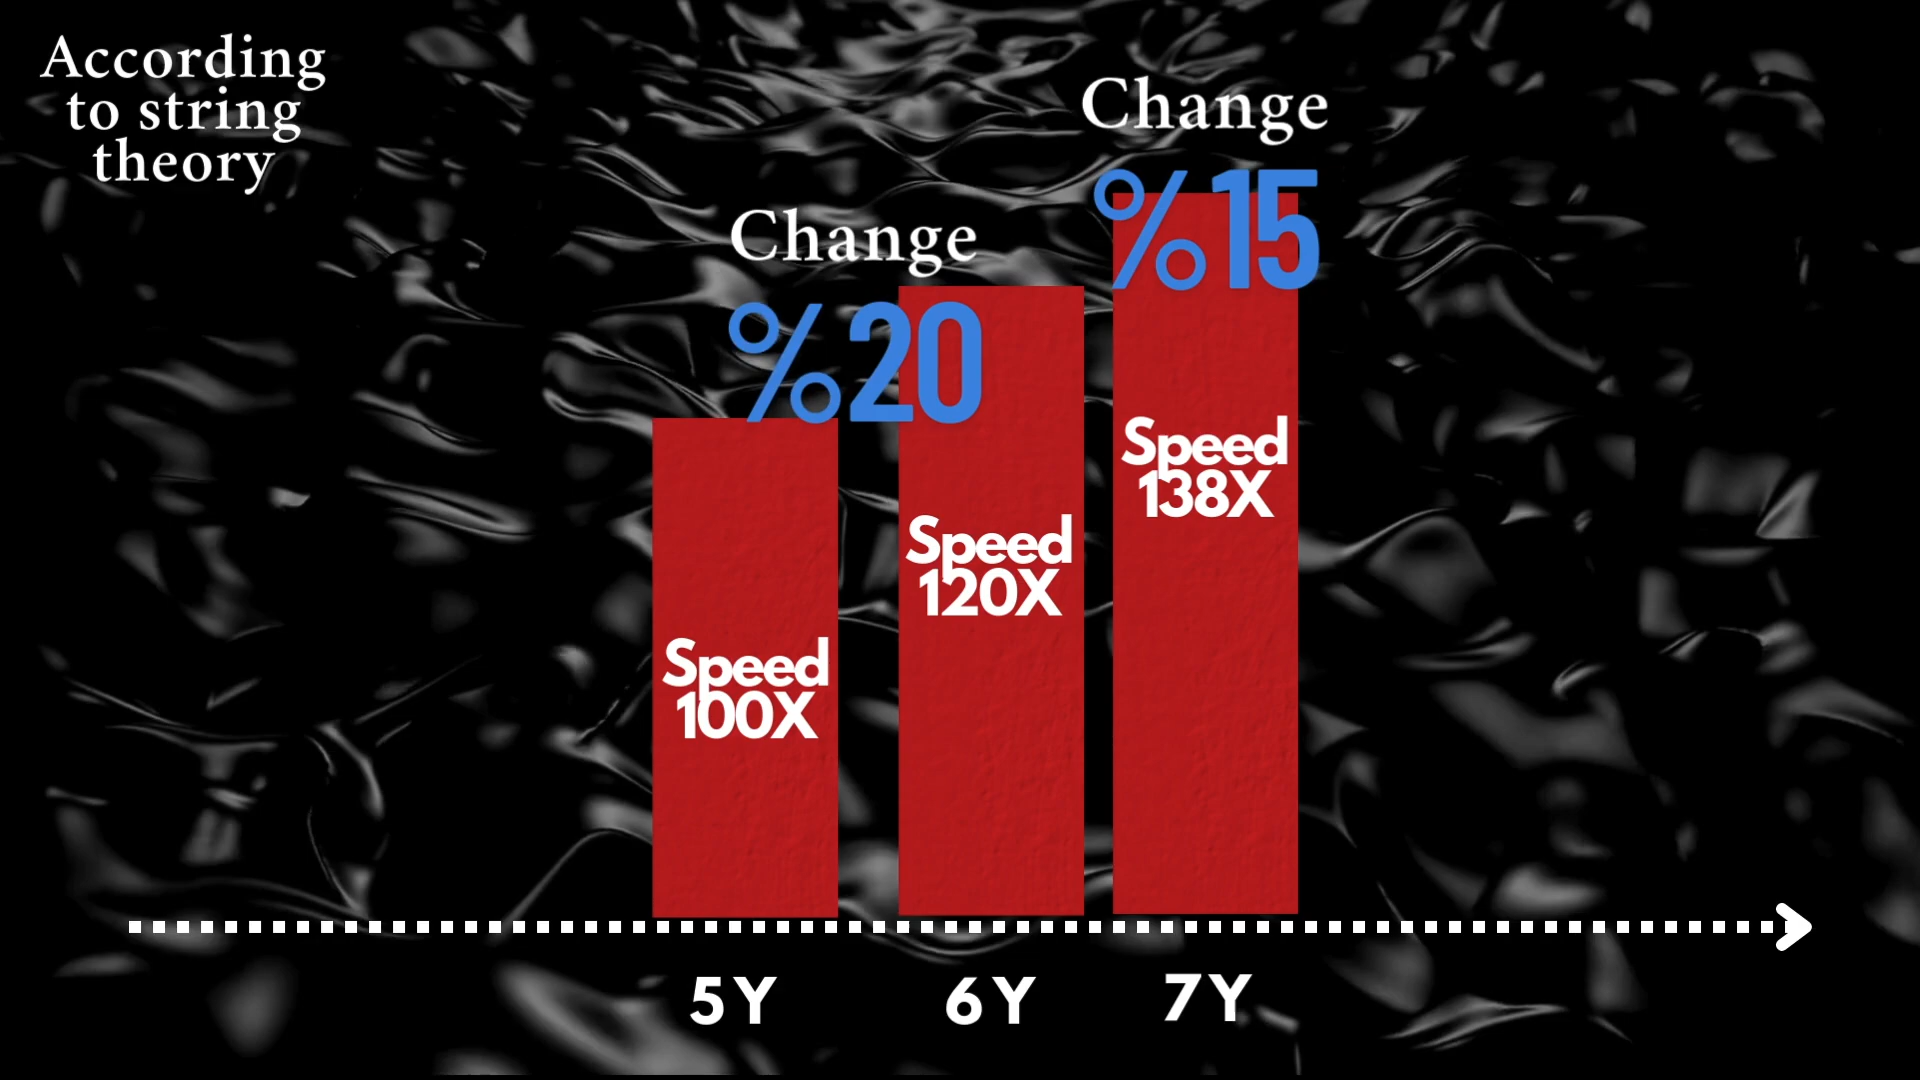 According
to string
theory
Change
%15
Change
%20
Speed
138X
Speed
120X
Speed
100X
5Y
6Y
7Y